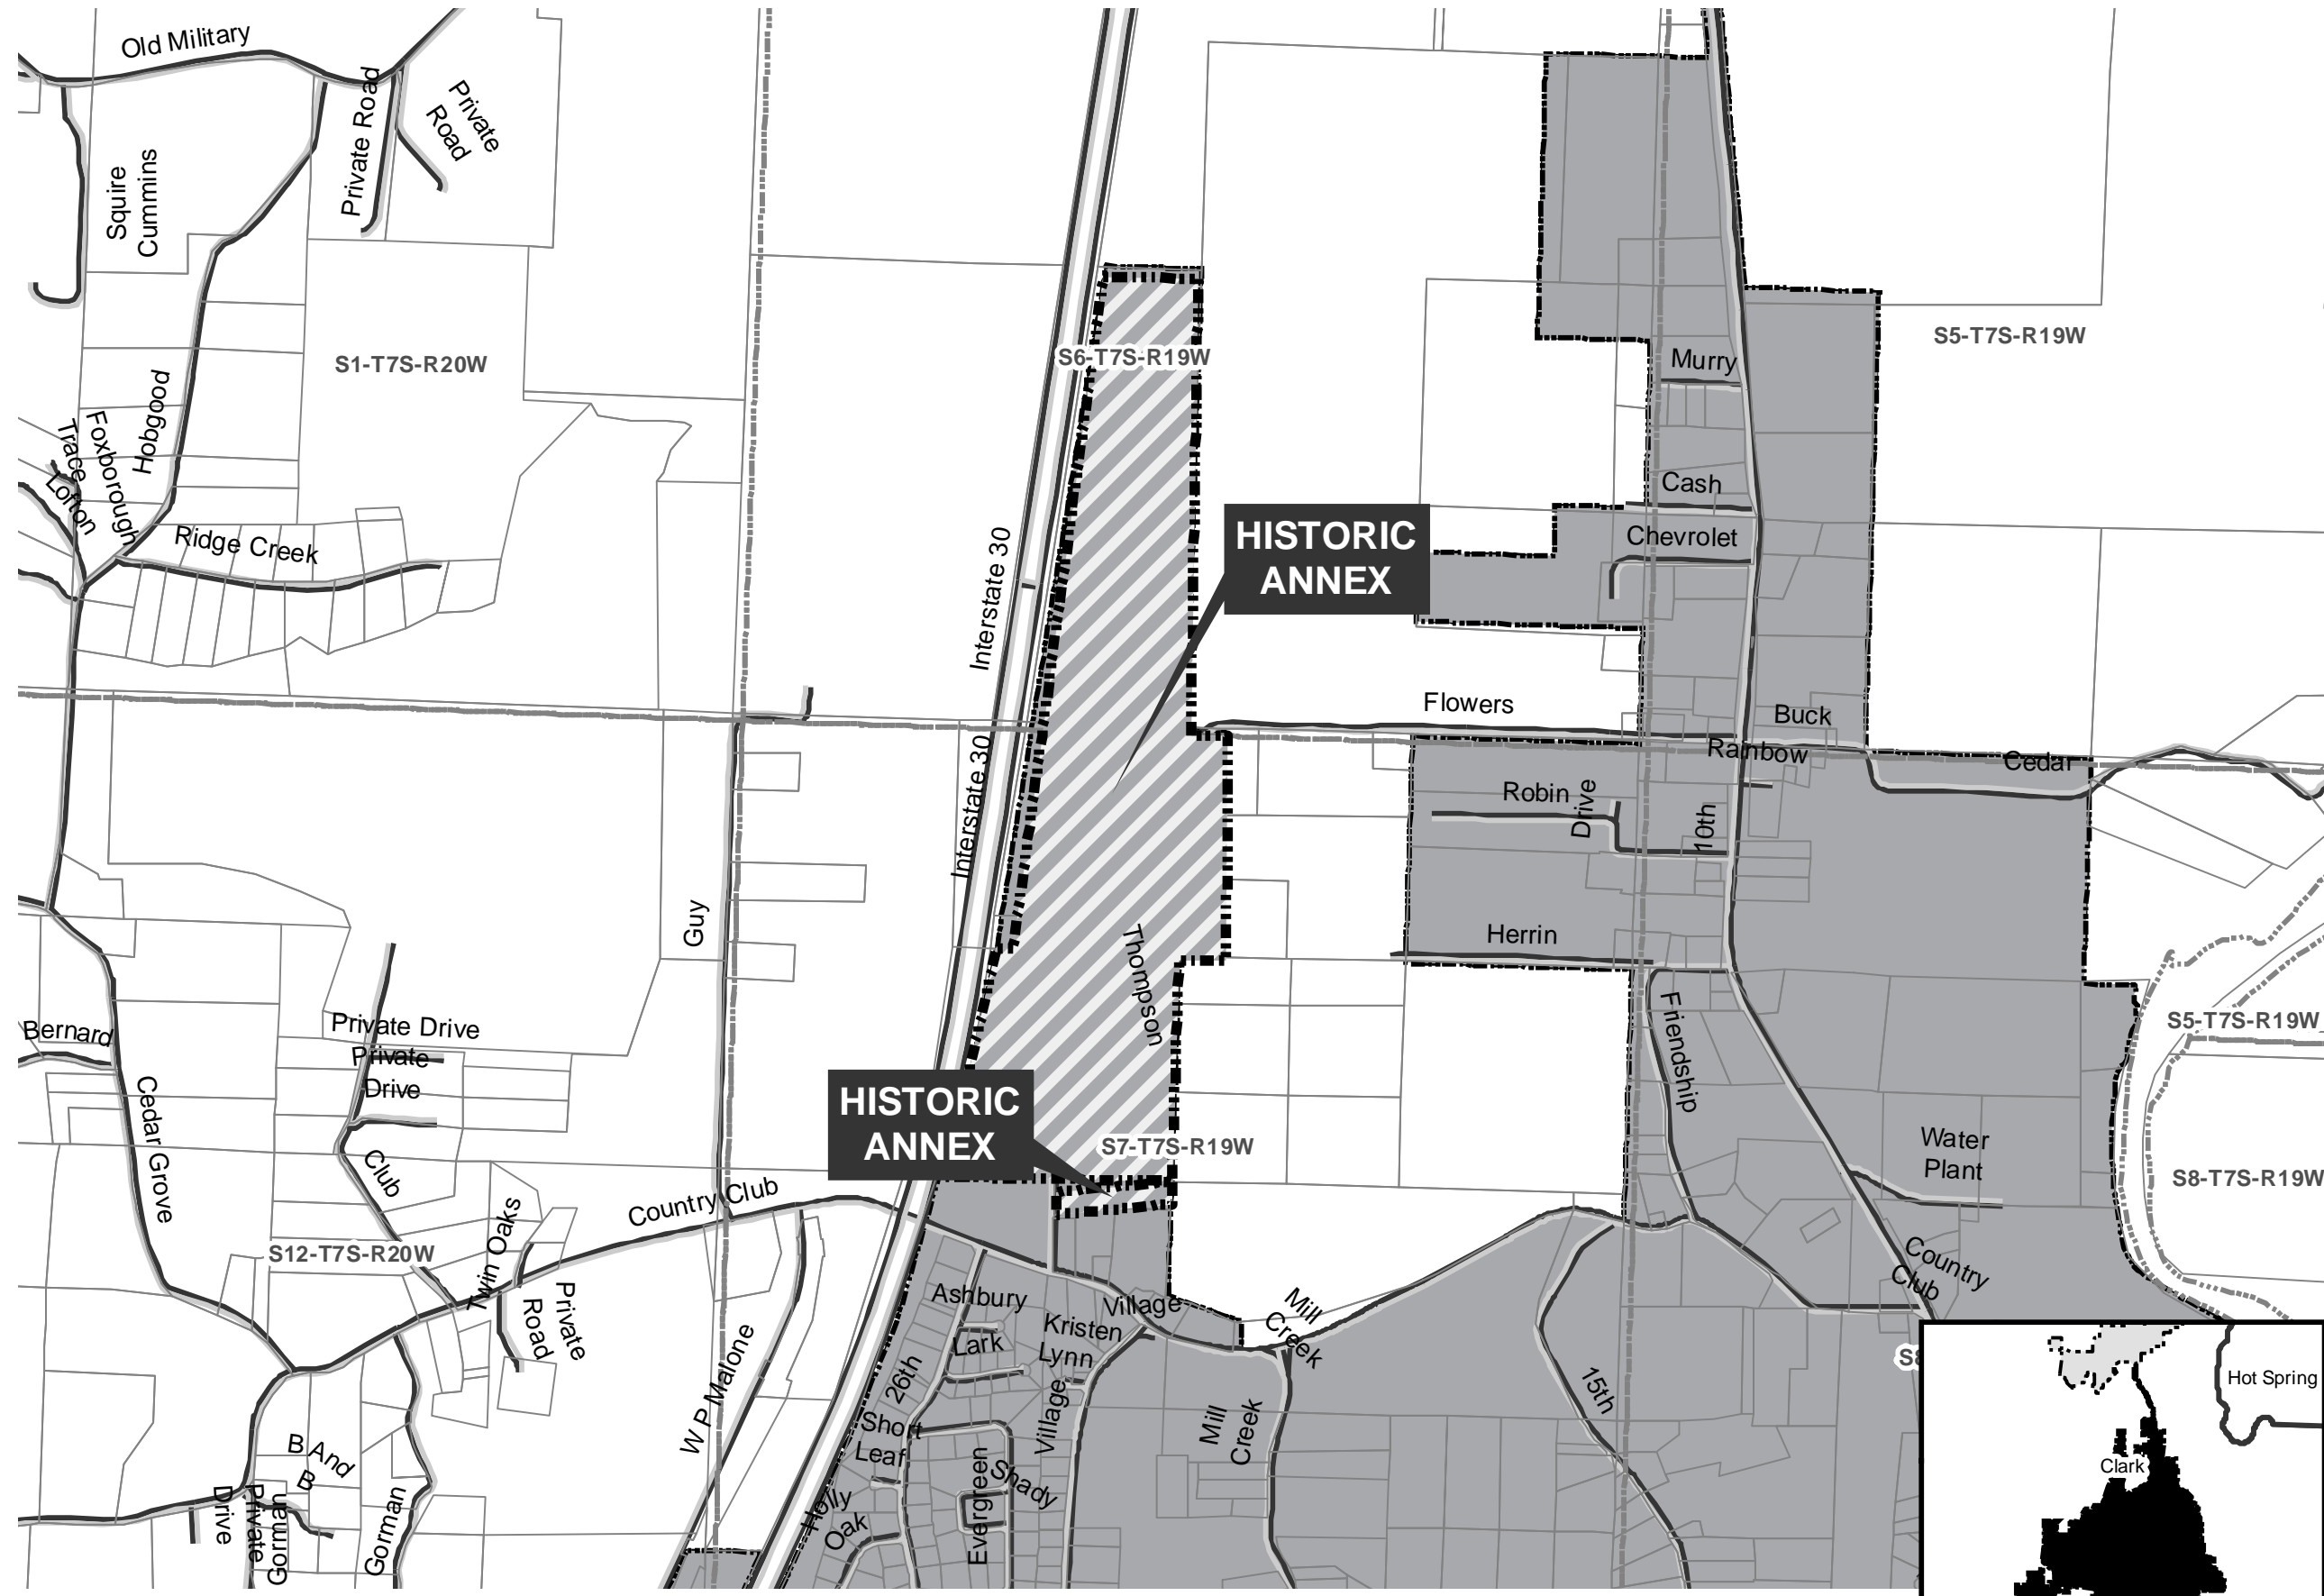 Old Military
Private Road
Private
Road
Squire
Cummins
S1-T7S-R20W
S6-T7S-R19W
S5-T7S-R19W
Murry
Hobgood
Foxborough
Trace
Lofton
Ridge Creek
Cash
Chevrolet
HISTORIC
ANNEX
Interstate 30
Flowers
Buck
Rainbow
Cedar
Interstate 30
Robin
Drive
10th
Guy
Herrin
Thompson
Friendship
S5-T7S-R19W
Bernard
Private Drive
Private
Drive
Cedar Grove
HISTORIC
ANNEX
S7-T7S-R19W
Water
Plant
S8-T7S-R19W
Club
Country Club
Twin Oaks
S12-T7S-R20W
Private
Road
Country
Club
Ashbury
Village
Mill
Creek
Kristen
Lynn
Lark
26th
W P Malone
15th
S8
Hot Spring
Short
Leaf
Village
Mill
Creek
B And
B
Evergreen
Shady
Holly
Oak
Drive
Private
Gorman
Gorman
Clark